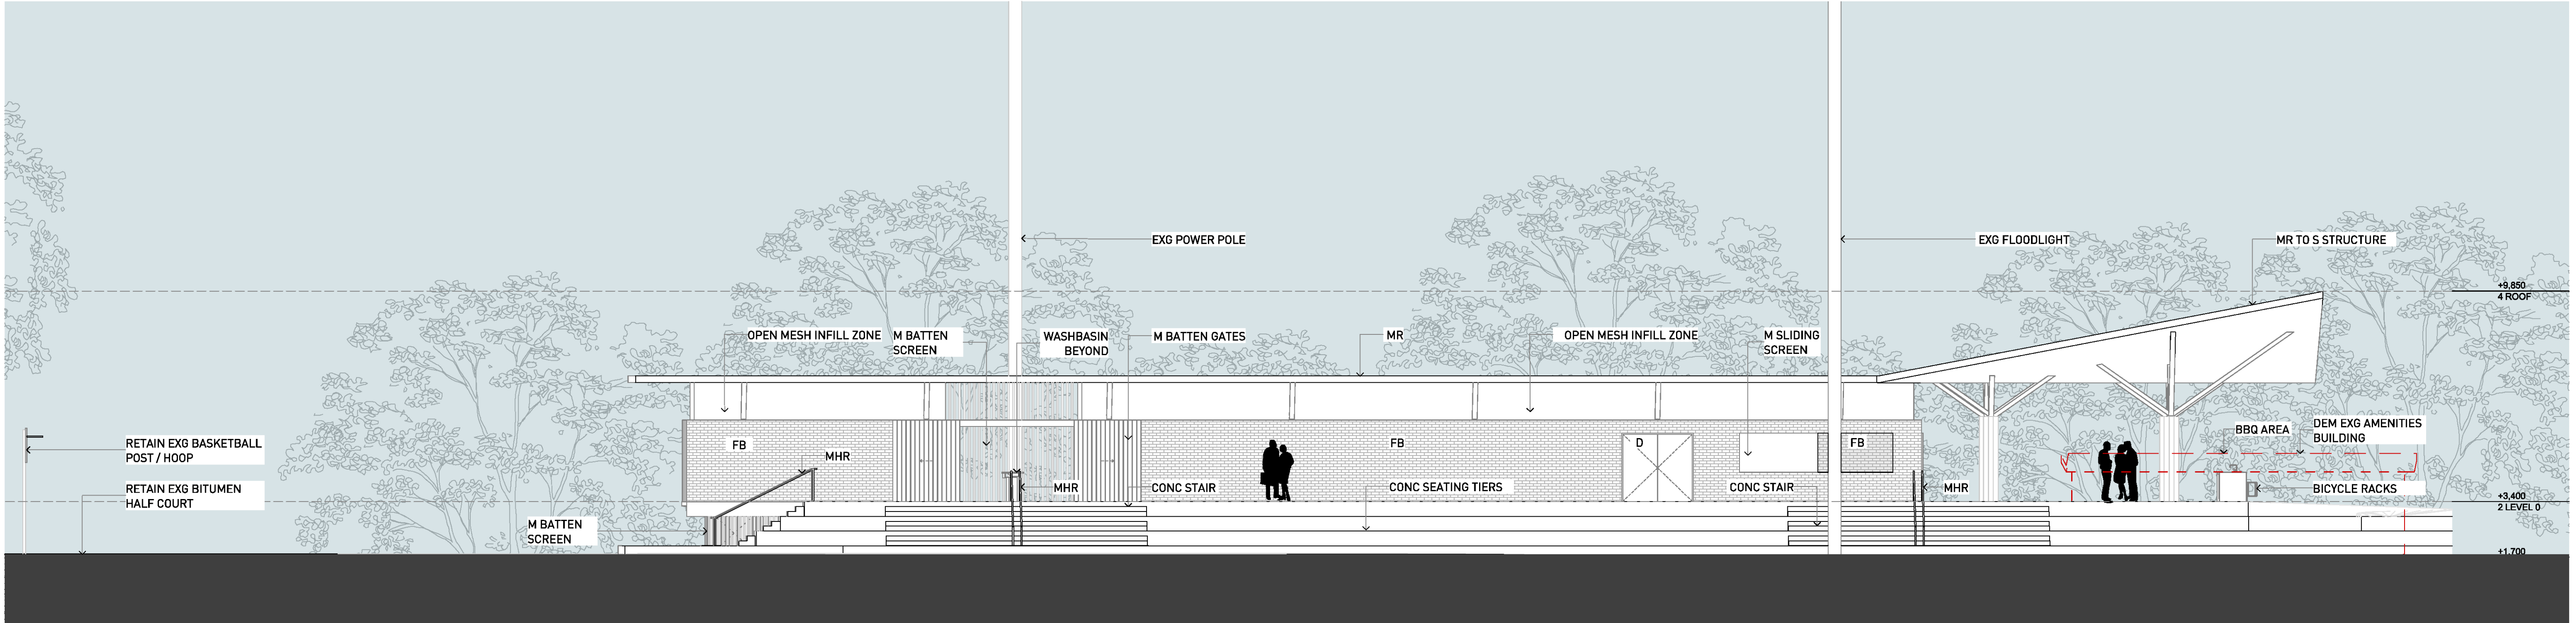 EXG POWER POLE
EXG FLOODLIGHT
MR TO S STRUCTURE
+9,850
4 ROOF
OPEN MESH INFILL ZONE
M BATTEN
SCREEN
WASHBASIN
BEYOND
M BATTEN GATES
MR
OPEN MESH INFILL ZONE
M SLIDING
SCREEN
RETAIN EXG BASKETBALL
POST / HOOP
FB
FB
D
FB
BBQ AREA
DEM EXG AMENITIES
BUILDING
MHR
RETAIN EXG BITUMEN
HALF COURT
MHR
CONC STAIR
CONC SEATING TIERS
CONC STAIR
MHR
BICYCLE RACKS
+3,400
2 LEVEL 0
M BATTEN
SCREEN
+1,700